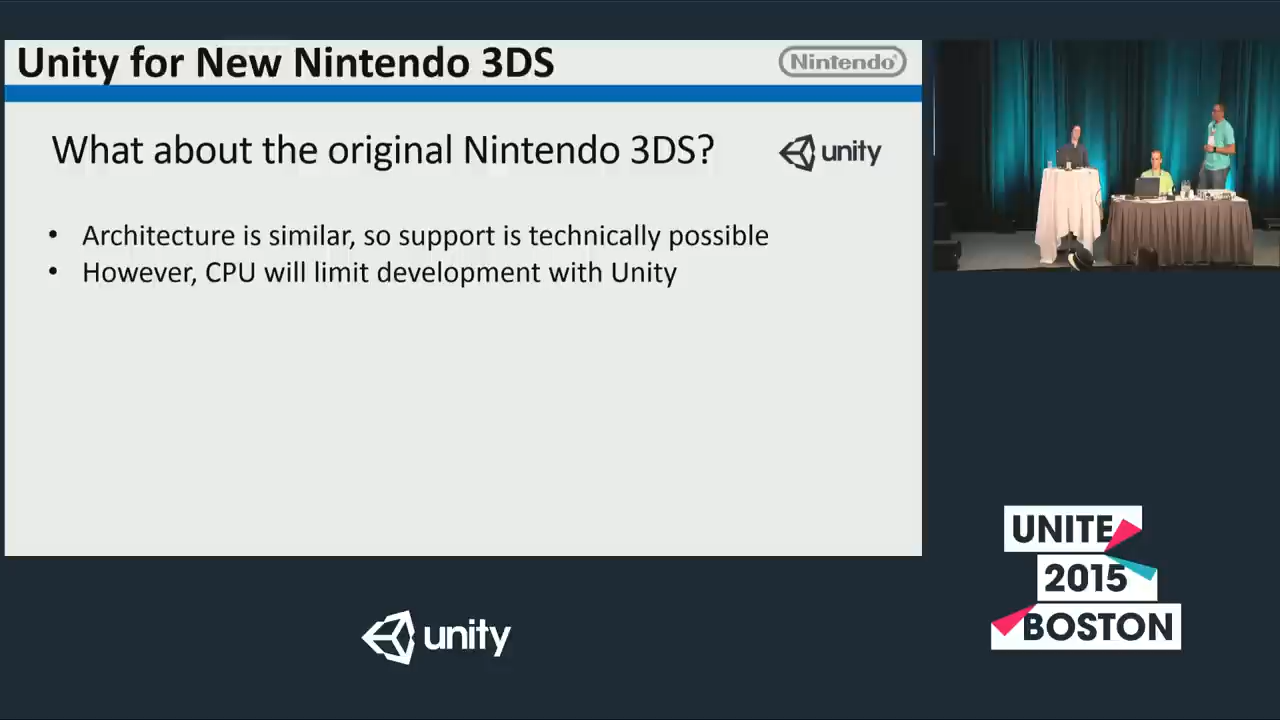 Unity for New Nintendo 3DS
Nintendo
What about the original Nintendo 3DS?
unity
• Architecture is similar, so support is technically possible
• However, CPU will limit development with Unity
UNITE
2015
BOSTON
unity